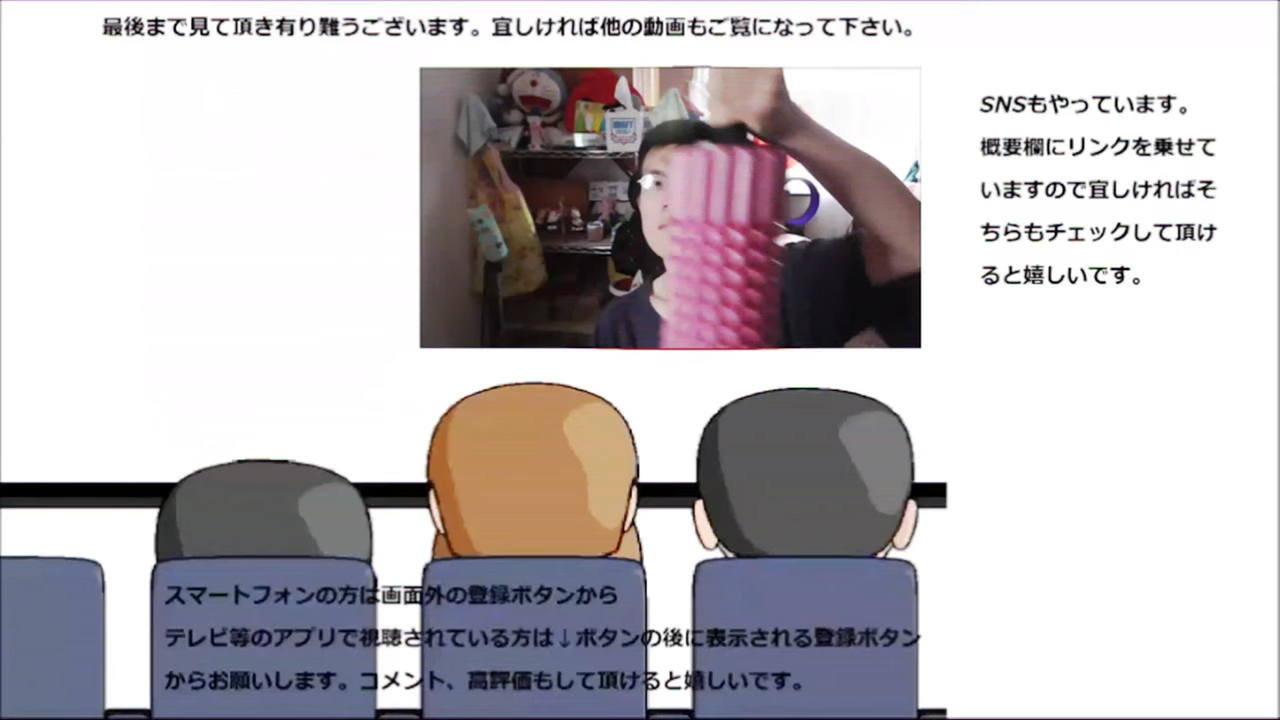 最後まで見て頂き有り難うございます。宜しければ他の動画もご覧になって下さい。
SNSもやっています。
概要欄にリンクを乗せて
いますので宜しければそ
ちらもチェックして頂け
ると嬉しいです。
スマートフォンの方は画面外の登録ボタンから
テレビ等のアプリで視聴されている方は↓ボタンの後に表示される登録ボタン
からお願いします。コメント、高評価もして頂けると嬉しいです。